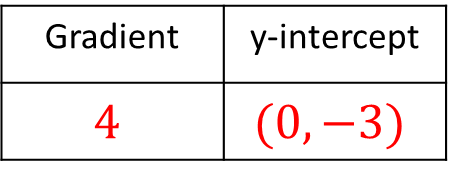 Gradient y-intercept
4 (0, −3)